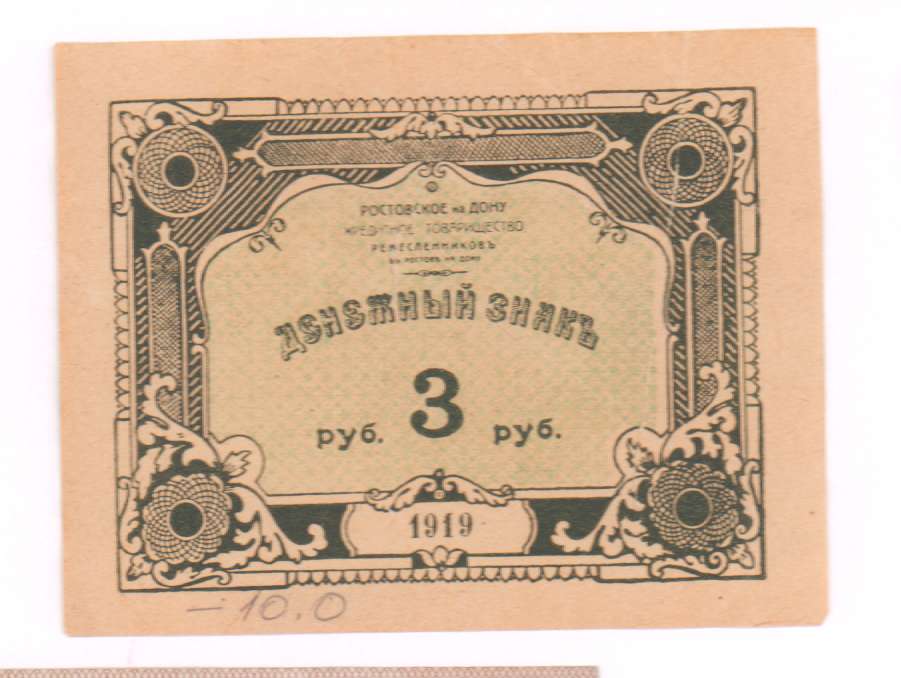 РОСТОВСКОЕ на ДОНУ
КРЕДИТНОЕ ТОВАРИЩЕСТВО
РЕМЕСЛЕННИКОВЪ
ВЪ РОСТОВѢ НА ДОНУ
ДЕНЕЖНЫЙ ЗНАКЪ
руб. 3 руб.
1919
—10.0